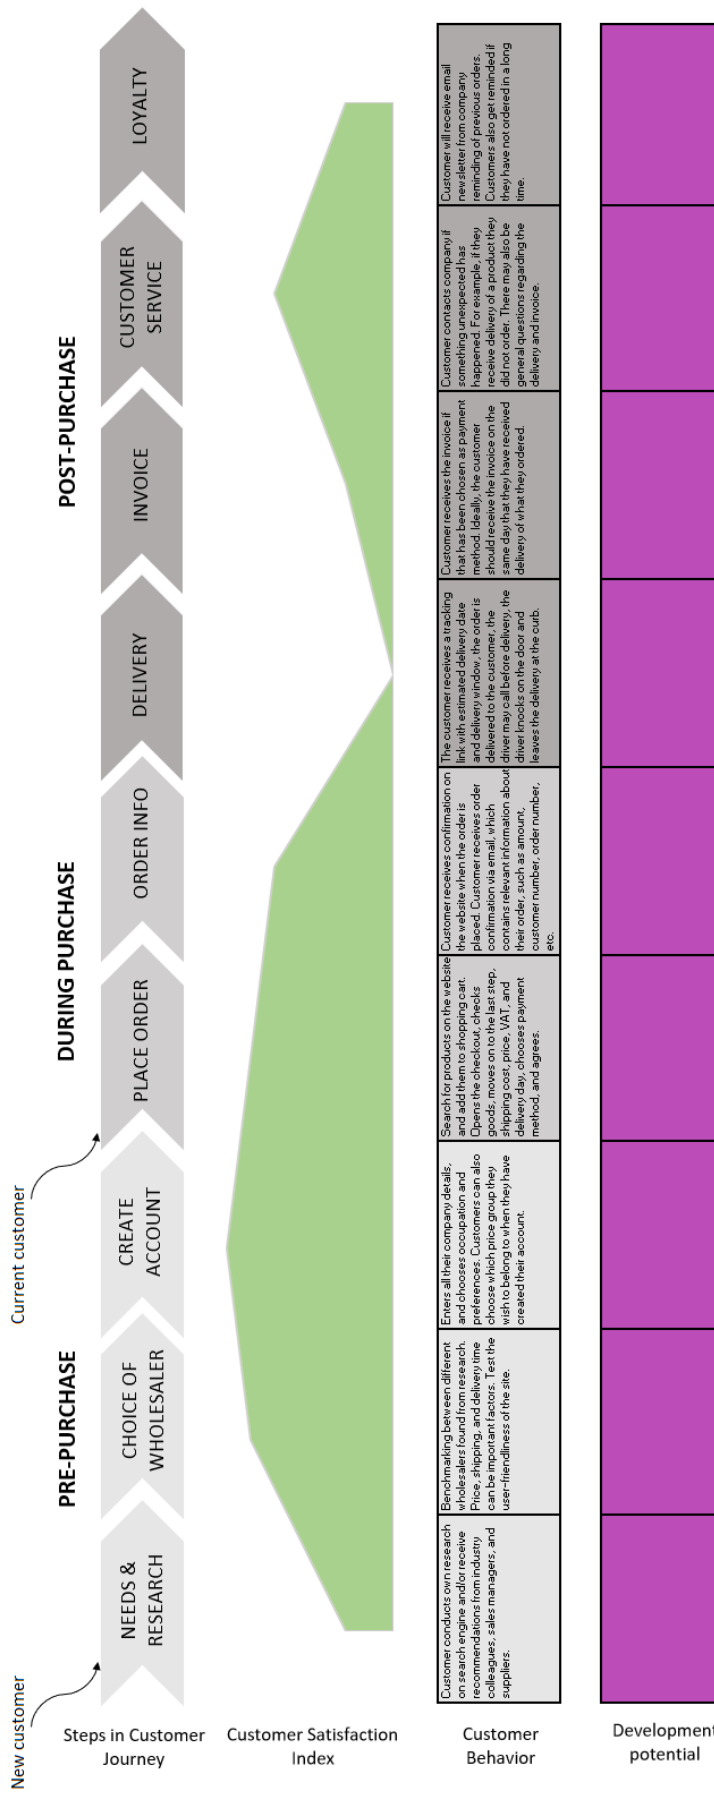 New customer
Current customer
PRE-PURCHASE
DURING PURCHASE
POST-PURCHASE
Steps in Customer
Journey
NEEDS &
RESEARCH
CHOICE OF
WHOLESALER
CREATE
ACCOUNT
PLACE ORDER
ORDER INFO
DELIVERY
INVOICE
CUSTOMER
SERVICE
LOYALTY
Customer Satisfaction
Index
Customer
Behavior
Customer conducts own research
on search engine and/or receive
recommendations from industry
colleagues, sales managers, and
suppliers.
Benchmarking between different
wholesalers found from research.
Price, shipping, and delivery time
can be important factors. Test the
user-friendliness of the site.
Enters all their company details,
and chooses occupation and
preferences. Customers can also
choose which price group they
wish to belong to when they have
created their account.
Search for products on the website
and add them to shopping cart.
Opens the checkout, checks
goods, moves on to the last step,
shipping cost, price, VAT, and
delivery day, chooses payment
method, and agrees.
Customer receives confirmation on
the website when the order is
placed. Customer receives order
confirmation via email, which
contains relevant information about
their order, such as amount,
customer number, order number,
etc.
The customer receives a tracking
link with estimated delivery date
and delivery window, the order is
delivered to the customer, the
driver may call before delivery, the
driver knocks on the door and
leaves the delivery at the curb.
Customer receives the invoice if
that has been chosen as payment
method. Ideally, the customer
should receive the invoice on the
same day that they have received
delivery of what they ordered.
Customer contacts company if
something unexpected has
happened. For example, if they
receive delivery of a product they
did not order. There may also be
general questions regarding the
delivery and invoice.
Customer will receive email
newsletter from company
reminding of previous orders.
Customers also get reminded if
they have not ordered in a long
time.
Development
potential